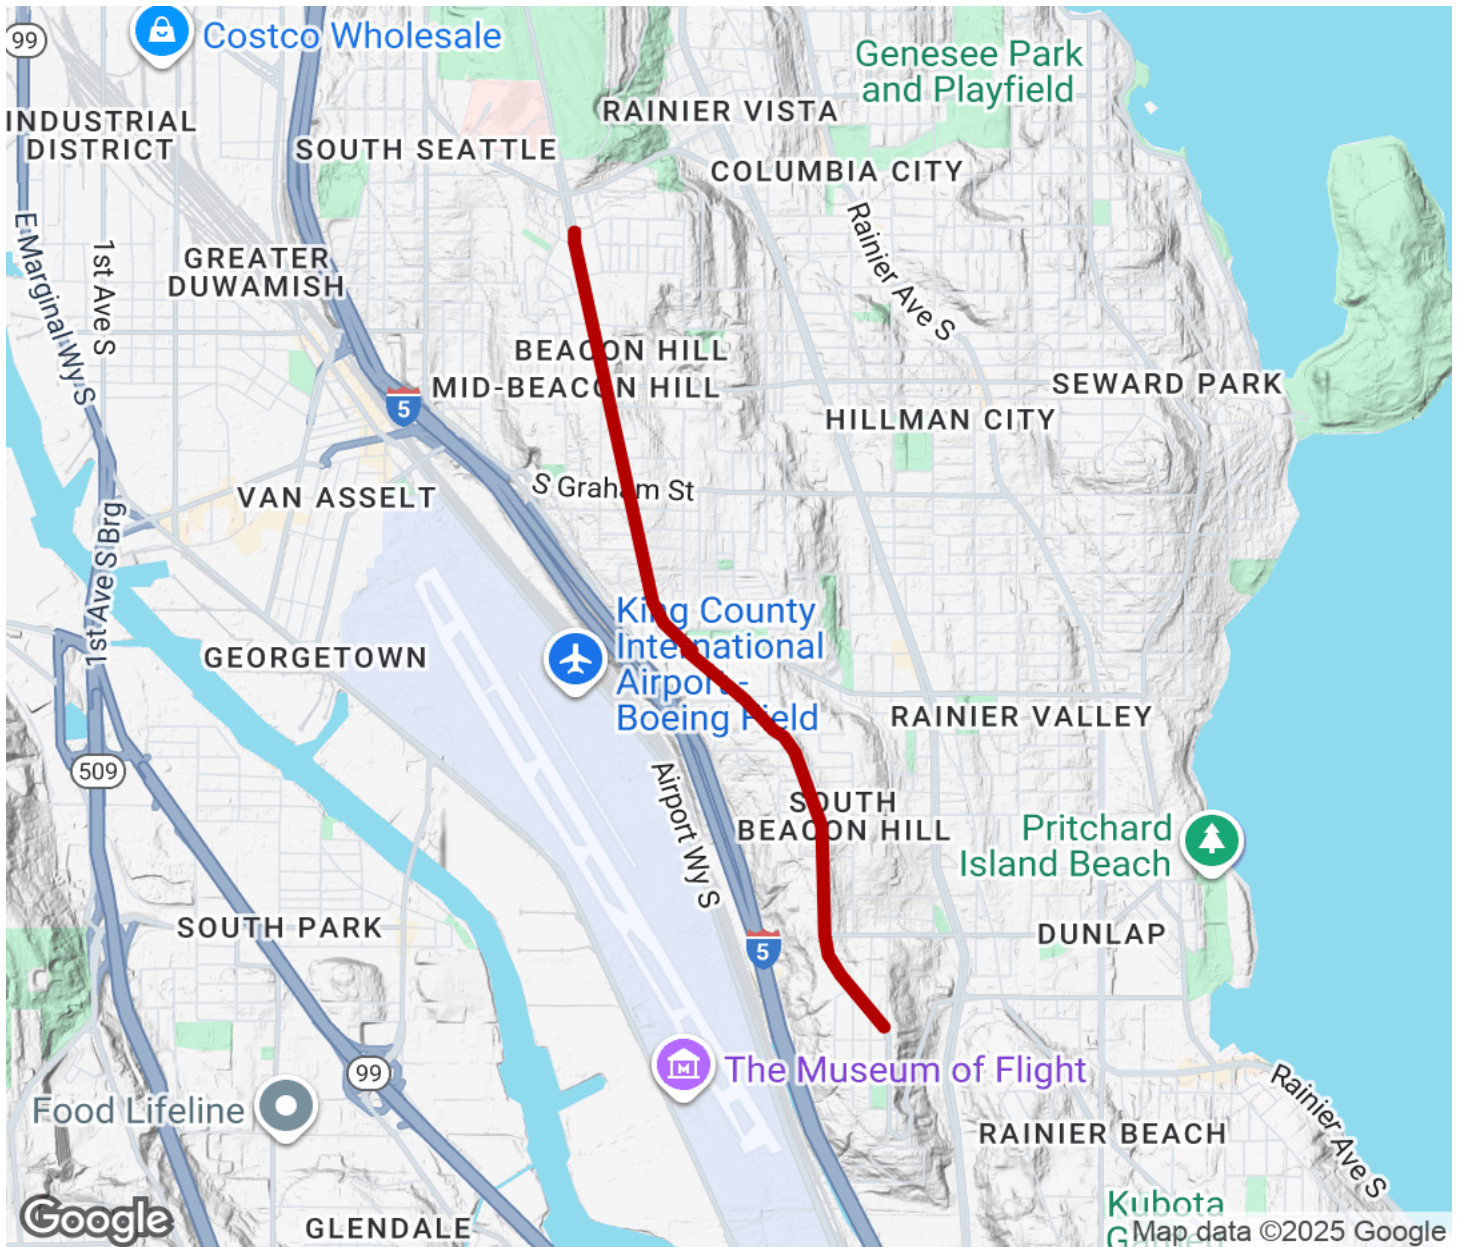 99
Costco Wholesale
Genesee Park
and Playfield
RAINIER VISTA
INDUSTRIAL
DISTRICT
SOUTH SEATTLE
COLUMBIA CITY
E Marginal Wy S
1st Ave S
Rainier Ave S
GREATER
DUWAMISH
BEACON HILL
MID-BEACON HILL
SEWARD PARK
5
HILLMAN CITY
S Graham St
VAN ASSELT
1st Ave S Brg
King County
International
Airport -
Boeing Field
GEORGETOWN
RAINIER VALLEY
509
Airport Wy S
SOUTH
BEACON HILL
Pritchard
Island Beach
SOUTH PARK
DUNLAP
5
99
The Museum of Flight
Food Lifeline
Rainier Ave S
RAINIER BEACH
Kubota
Google
GLENDALE
Map data ©2025 Google